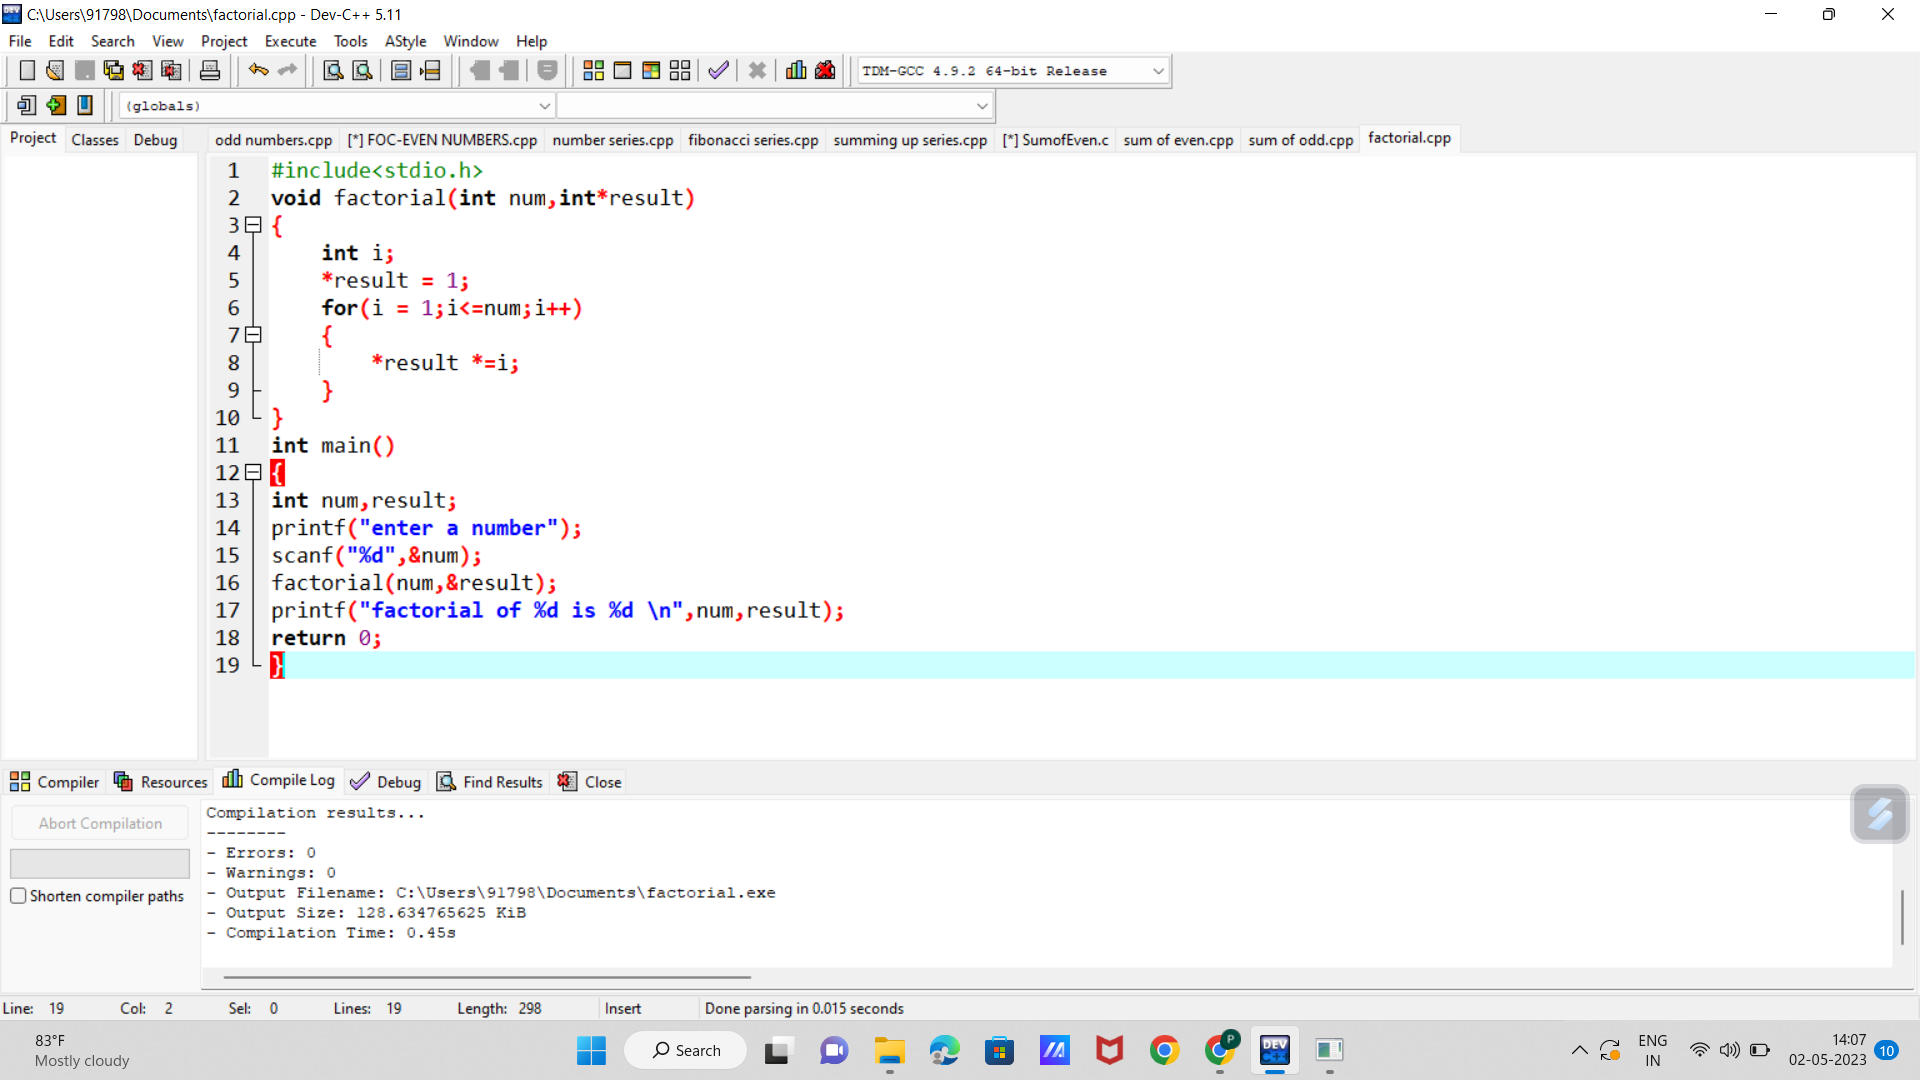 C:\Users\91798\Documents\factorial.cpp - Dev-C++ 5.11
File Edit Search View Project Execute Tools AStyle Window Help
TDM-GCC 4.9.2 64-bit Release
(globals)
Project Classes Debug odd numbers.cpp [*] FOC-EVEN NUMBERS.cpp number series.cpp fibonacci series.cpp summing up series.cpp [*] SumofEven.c sum of even.cpp sum of odd.cpp factorial.cpp
1 #include<stdio.h>
2 void factorial(int num,int*result)
3 {
4 int i;
5 *result = 1;
6 for(i = 1;i<=num;i++)
7 {
8 *result *=i;
9 }
10 }
11 int main()
12 {
13 int num,result;
14 printf("enter a number");
15 scanf("%d",&num);
16 factorial(num,&result);
17 printf("factorial of %d is %d \n",num,result);
18 return 0;
19 }
Compiler Resources Compile Log Debug Find Results Close
Abort Compilation
Shorten compiler paths
Compilation results...
--------
- Errors: 0
- Warnings: 0
- Output Filename: C:\Users\91798\Documents\factorial.exe
- Output Size: 128.634765625 KiB
- Compilation Time: 0.45s
Line: 19 Col: 2 Sel: 0 Lines: 19 Length: 298 Insert Done parsing in 0.015 seconds
83°F
Mostly cloudy
Search
P
DEV C++
ENG
IN
14:07
02-05-2023
10